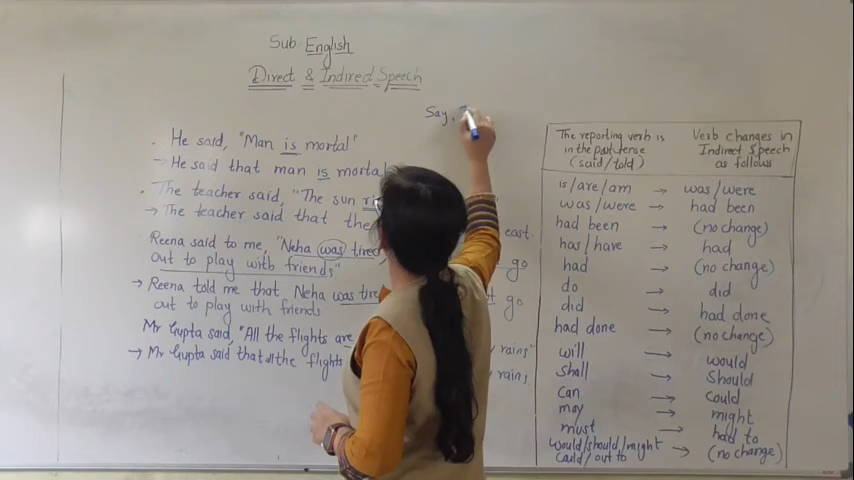 Sub: English
Direct & Indirect Speech
Say,
. He said, "Man is mortal"
→ He said that man is mortal
. The teacher said, "The sun
→ The teacher said that the east.
Reena said to me, "Neha was tired,
out to play with friends" go
→ Reena told me that Neha was go
out to play with friends
Mr Gupta said, "All the flights are rains"
→ Mr Gupta said that all the flights rains
The reporting verb is
in the past tense
(said/told)
Verb changes in
Indirect Speech
as follows
is/are/am → was/were
was/were → had been
had been → (no change)
has/have → had
had → (no change)
do → did
did → had done
had done → (no change)
will → would
shall → should
can → could
may → might
must → had to
would/should/might → (no change)
could/out to